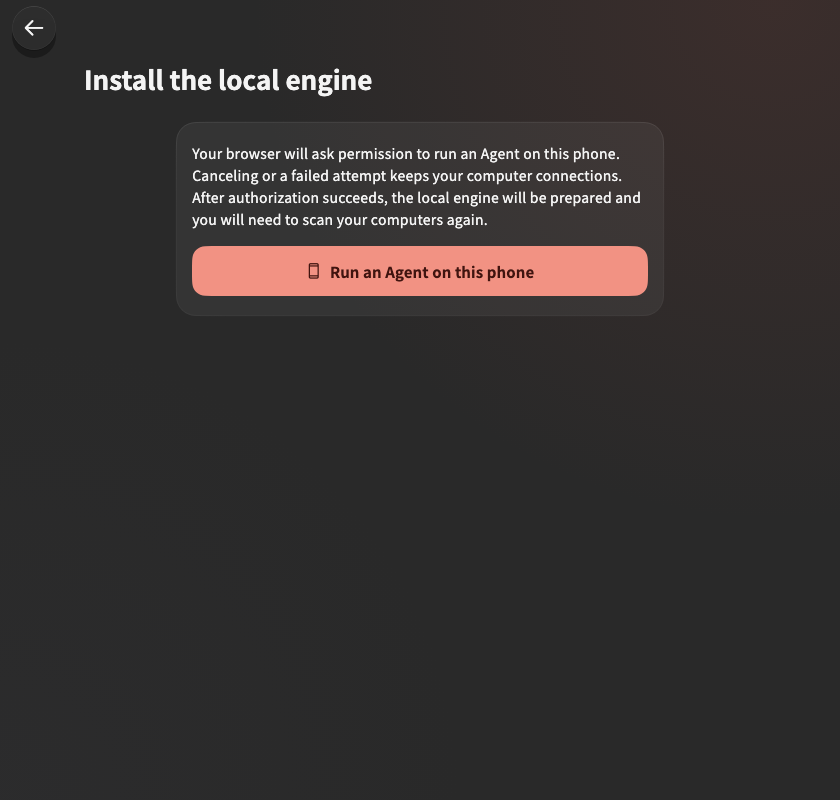 Install the local engine
Your browser will ask permission to run an Agent on this phone.
Canceling or a failed attempt keeps your computer connections.
After authorization succeeds, the local engine will be prepared and
you will need to scan your computers again.
Run an Agent on this phone